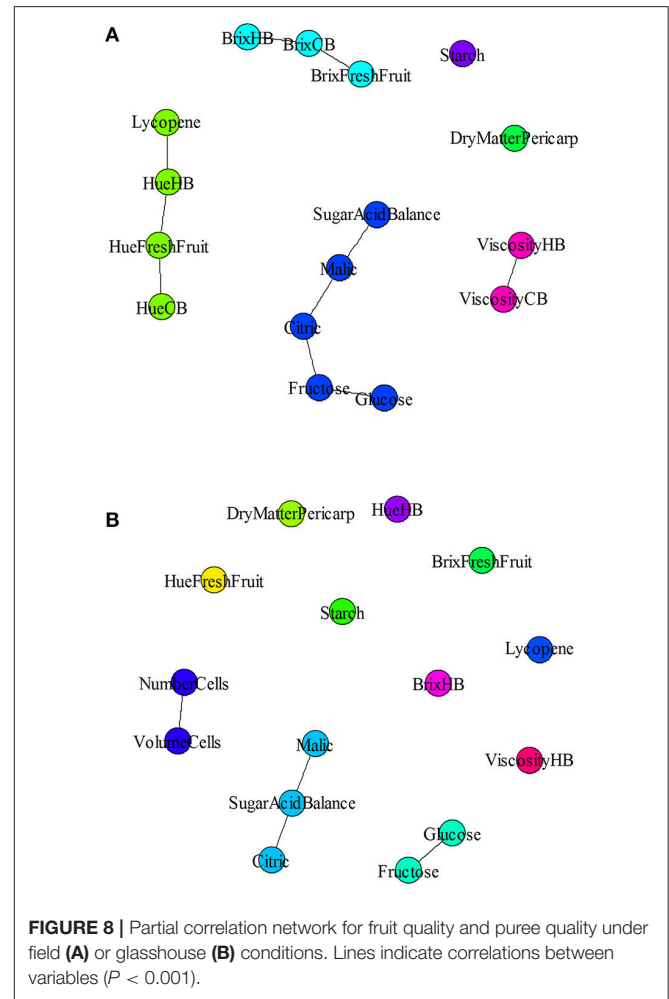 A
BrixHB
BrixCB
BrixFreshFruit
Starch
Lycopene
DryMatterPericarp
HueHB
SugarAcidBalance
HueFreshFruit
ViscosityHB
Malic
ViscosityCB
HueCB
Citric
Fructose
Glucose
B
DryMatterPericarp
HueHB
HueFreshFruit
BrixFreshFruit
Starch
Lycopene
NumberCells
BrixHB
VolumeCells
Malic
ViscosityHB
SugarAcidBalance
Glucose
Citric
Fructose
FIGURE 8 | Partial correlation network for fruit quality and puree quality under
field (A) or glasshouse (B) conditions. Lines indicate correlations between
variables (P < 0.001).